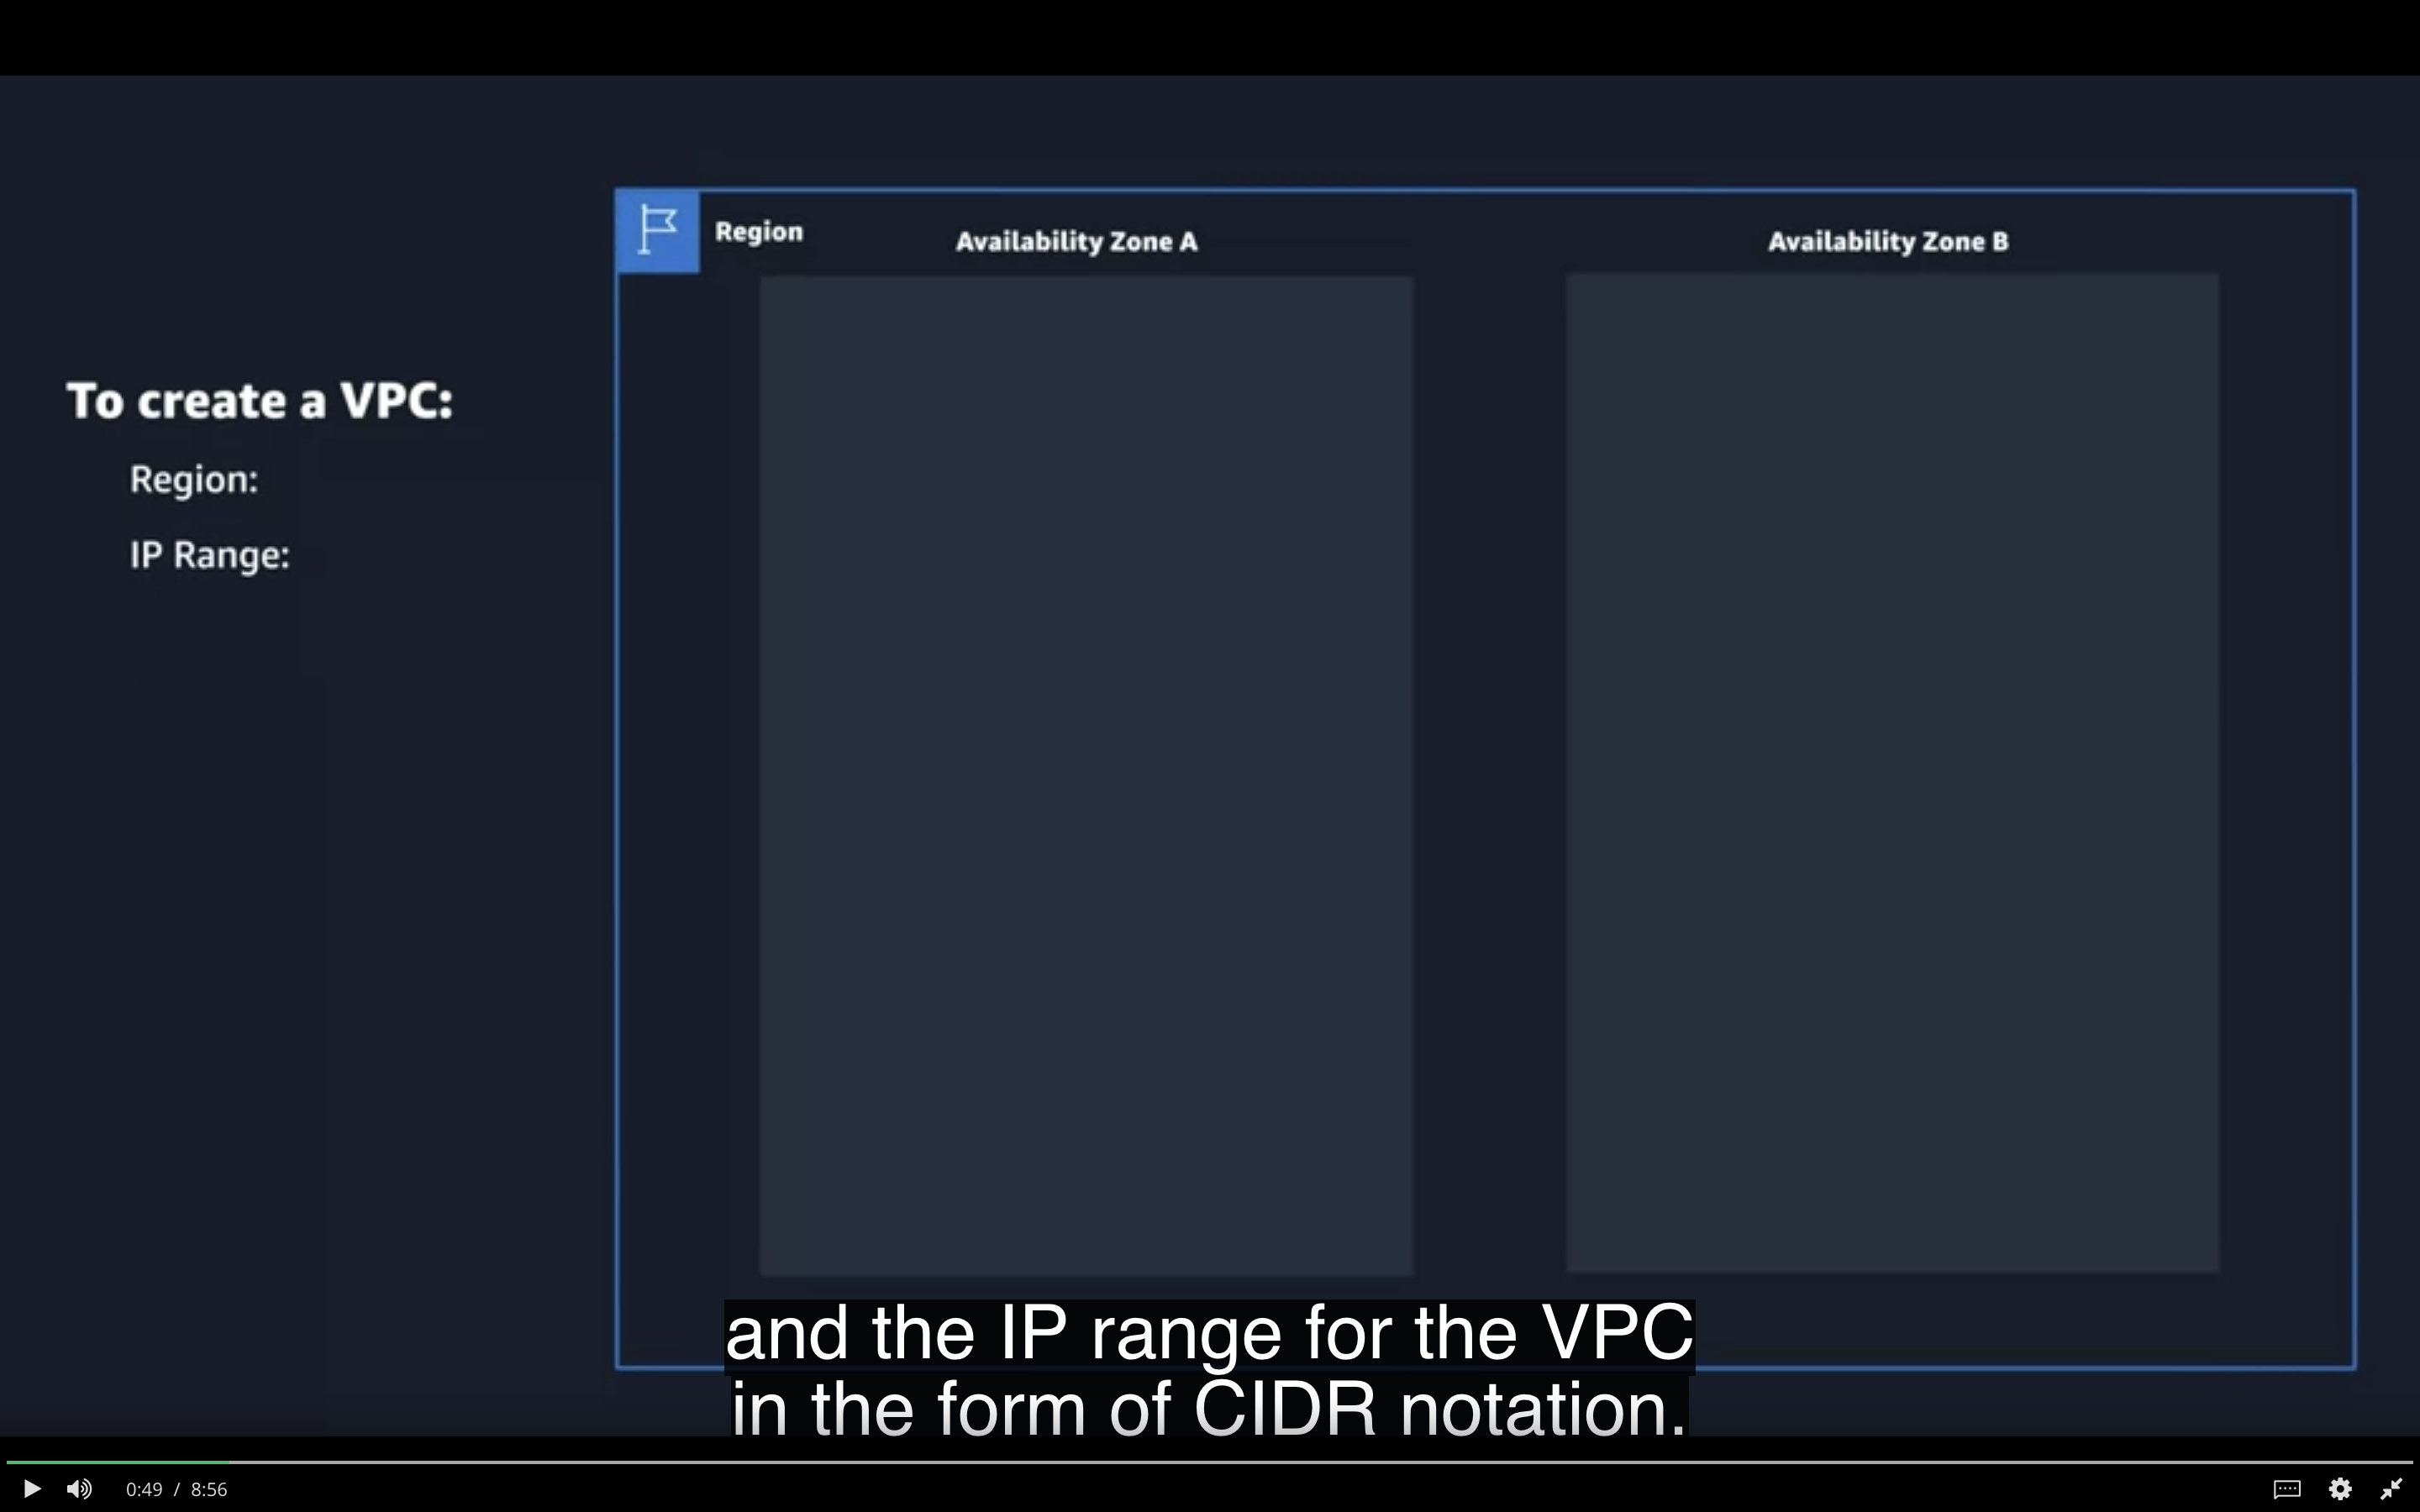 Region
Availability Zone A
Availability Zone B
To create a VPC:
Region:
IP Range:
and the IP range for the VPC
in the form of CIDR notation.
0:49 / 8:56